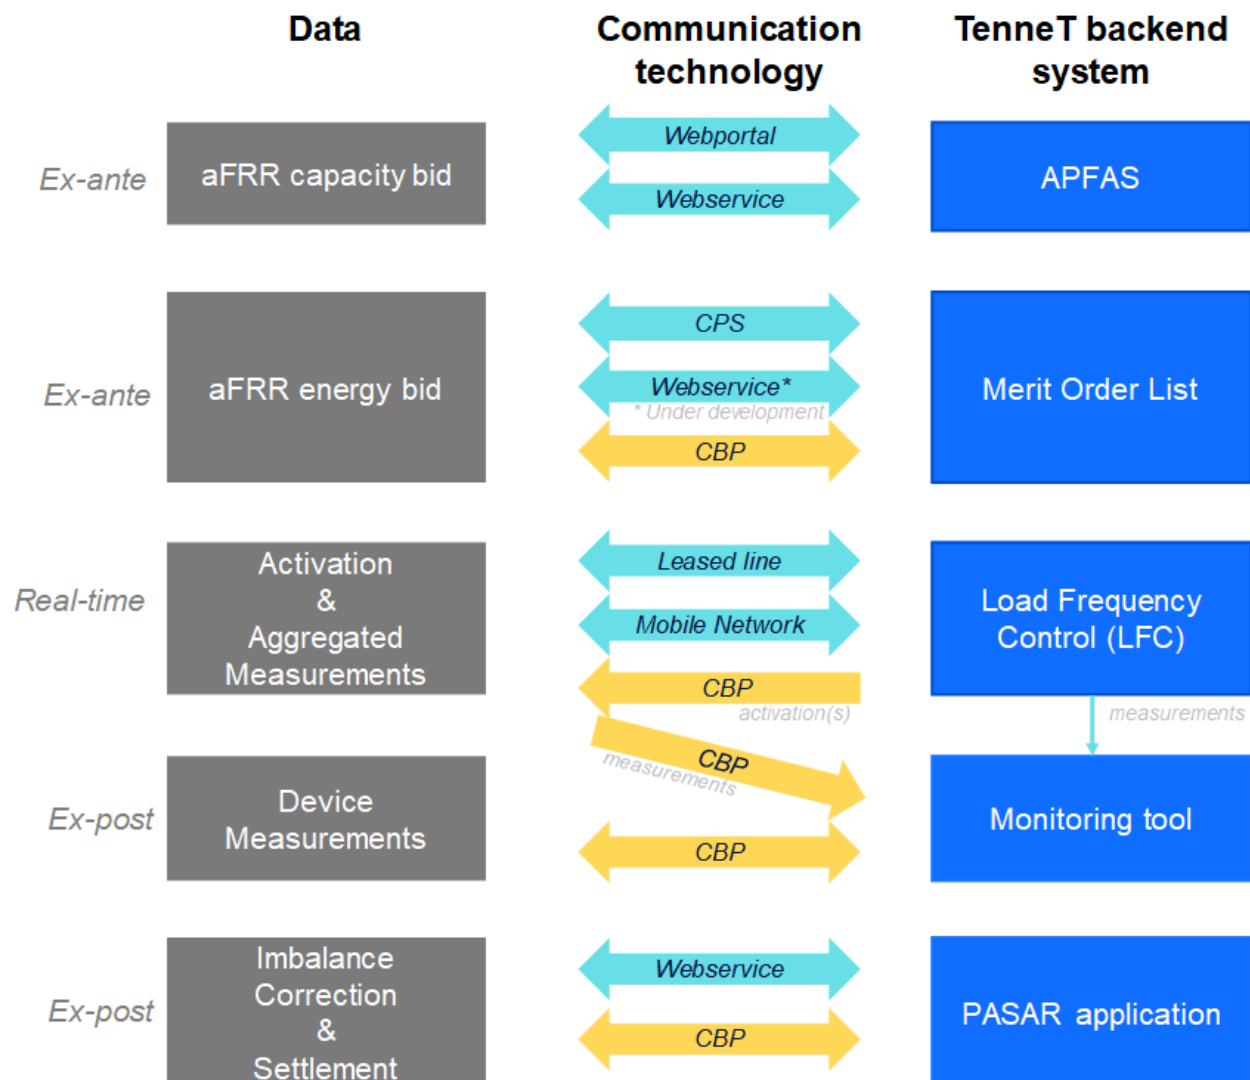 Data
Communication
technology
TenneT backend
system
Ex-ante
aFRR capacity bid
Webportal
Webservice
APFAS
Ex-ante
aFRR energy bid
CPS
Webservice*
* Under development
CBP
Merit Order List
Real-time
Activation
&
Aggregated
Measurements
Leased line
Mobile Network
CBP
activation(s)
Load Frequency
Control (LFC)
measurements
CBP
measurements
Ex-post
Device
Measurements
CBP
Monitoring tool
Ex-post
Imbalance
Correction
&
Settlement
Webservice
CBP
PASAR application